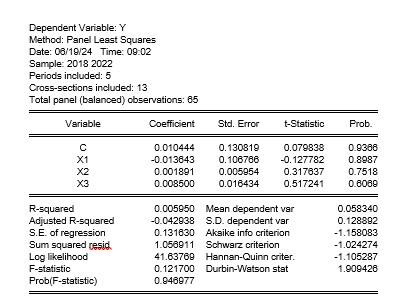 Dependent Variable: Y
Method: Panel Least Squares
Date: 06/19/24 Time: 09:02
Sample: 2018 2022
Periods included: 5
Cross-sections included: 13
Total panel (balanced) observations: 65
Variable Coefficient Std. Error t-Statistic Prob.
C 0.010444 0.130819 0.079838 0.9366
X1 -0.013643 0.106766 -0.127782 0.8987
X2 0.001891 0.005954 0.317637 0.7518
X3 0.008500 0.016434 0.517241 0.6069
R-squared 0.005950 Mean dependent var 0.058340
Adjusted R-squared -0.042938 S.D. dependent var 0.128892
S.E. of regression 0.131630 Akaike info criterion -1.158083
Sum squared resid 1.056911 Schwarz criterion -1.024274
Log likelihood 41.63769 Hannan-Quinn criter. -1.105287
F-statistic 0.121700 Durbin-Watson stat 1.909426
Prob(F-statistic) 0.946977